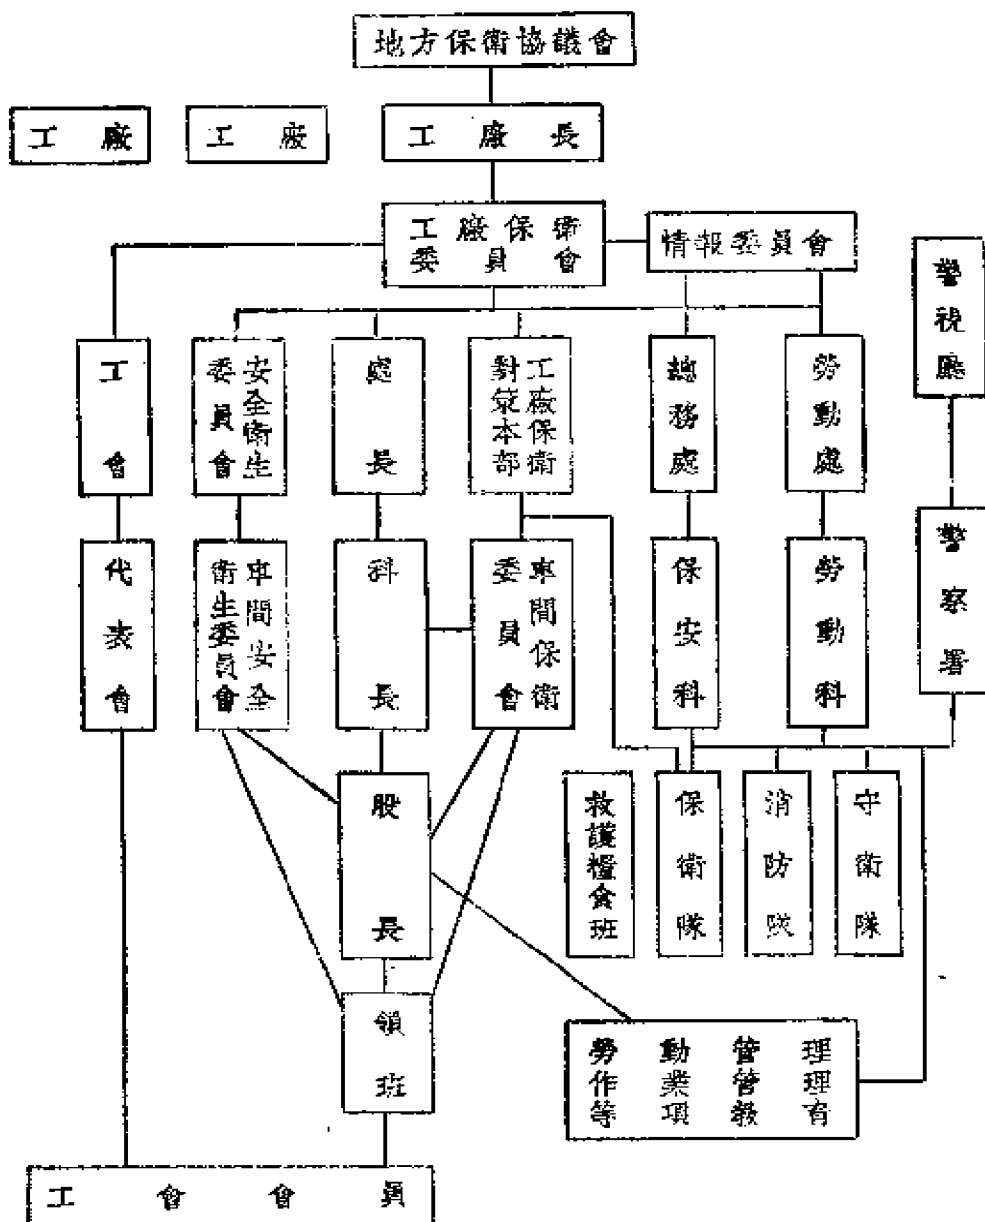 地方保衛協議會
工廠
工廠
工廠長
工廠保衛
委員會
情報委員會
警視廳
工會
安全衛生
委員會
處長
工廠保衛
對策本部
總務處
勞動處
代表會
車間安全
衛生委員會
科長
車間保衛
委員會
保安科
勞動科
警察署
股長
救護糧食班
保衛隊
消防隊
守衛隊
領班
勞動管理
作業管理
等項報有
工會會員